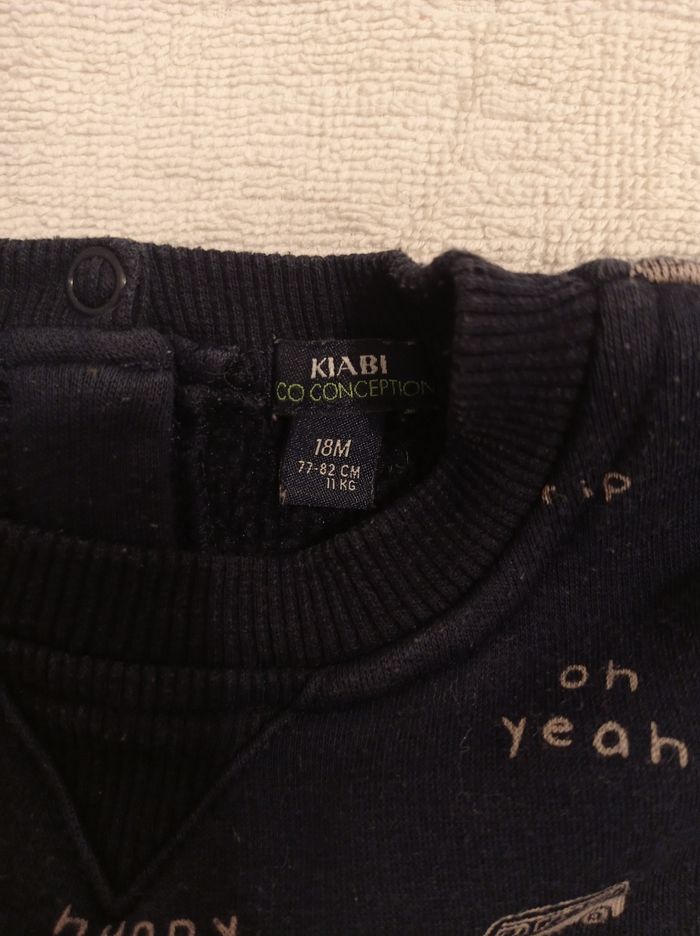 KIABI
CO CONCEPTION
18M
77-82 CM
11 KG
oh
yeah